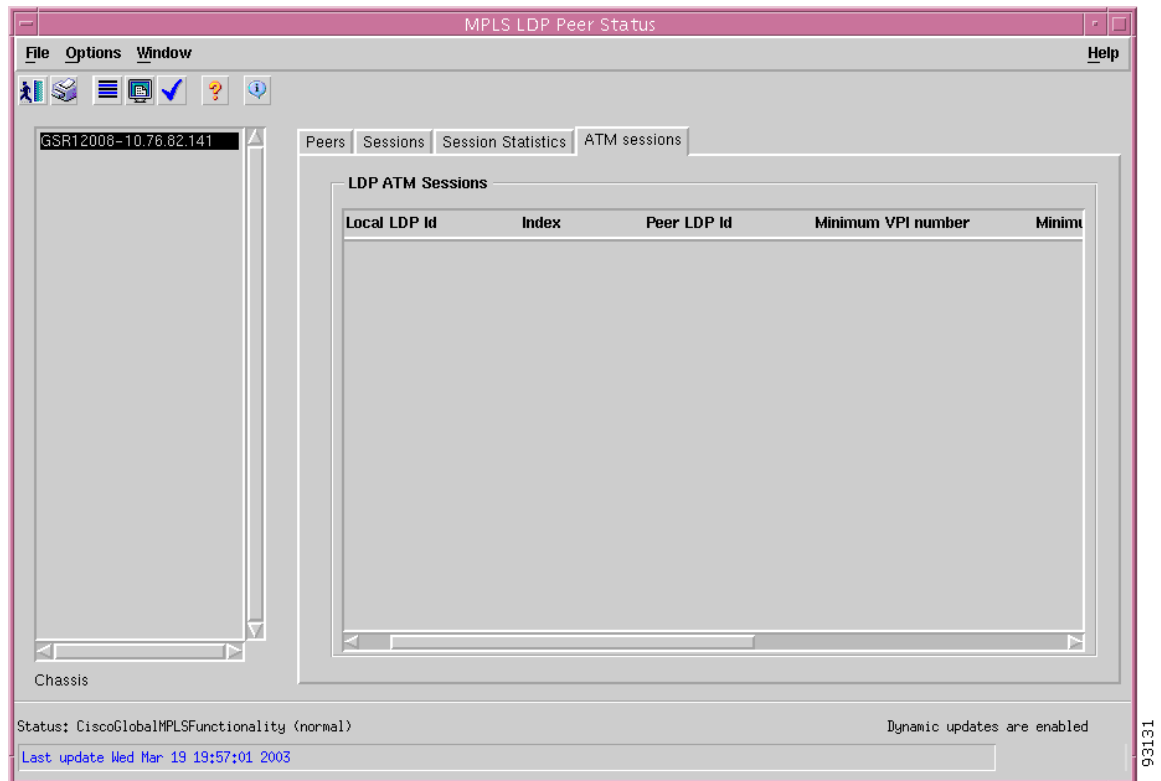 MPLS LDP Peer Status
File Options Window Help
GSR12008-10.76.82.141
Peers Sessions Session Statistics ATM sessions
LDP ATM Sessions
Local LDP Id Index Peer LDP Id Minimum VPI number Minimu
Chassis
Status: CiscoGlobalMPLSFunctionality (normal) Dynamic updates are enabled
Last update Wed Mar 19 19:57:01 2003
93131